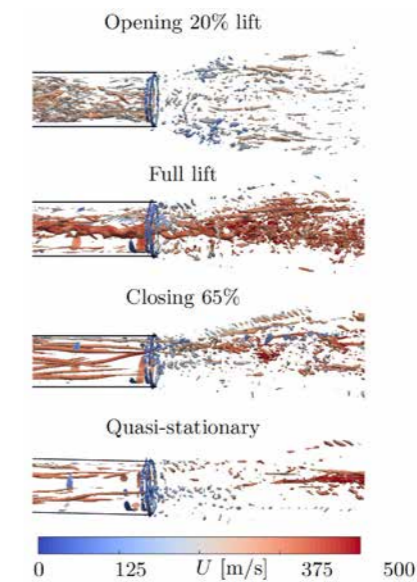 Opening 20% lift
Full lift
Closing 65%
Quasi-stationary
0 125 U [m/s] 375 500